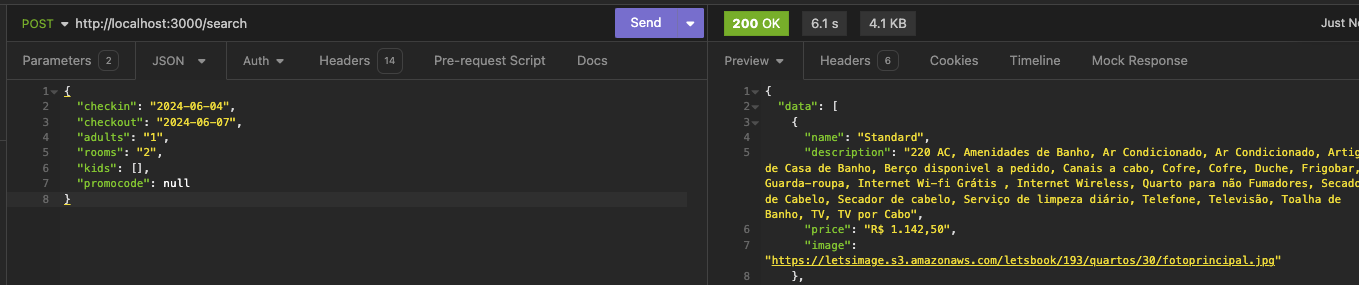 POST http://localhost:3000/search Send 200 OK 6.1 s 4.1 KB
Parameters 2 JSON Auth Headers 14 Pre-request Script Docs Preview Headers 6 Cookies Timeline Mock Response
1 {
2 "checkin": "2024-06-04",
3 "checkout": "2024-06-07",
4 "adults": "1",
5 "rooms": "2",
6 "kids": [],
7 "promocode": null
8 }
Just
1 {
2 "data": [
3 {
4 "name": "Standard",
5 "description": "220 AC, Amenidades de Banho, Ar Condicionado, Ar Condicionado,
de Casa de Banho, Berço disponivel a pedido, Canais a cabo, Cofre, Cofre, Duche, Frigobar,
Guarda-roupa, Internet Wi-fi Grátis , Internet Wireless, Quarto para não Fumadores,
de Cabelo, Secador de cabelo, Serviço de limpeza diário, Telefone, Televisão, Toalha de
Banho, TV, TV por Cabo",
6 "price": "R$ 1.142,50",
7 "image":
"https://letsimage.s3.amazonaws.com/letsbook/193/quartos/30/fotoprincipal.jpg"
8 },